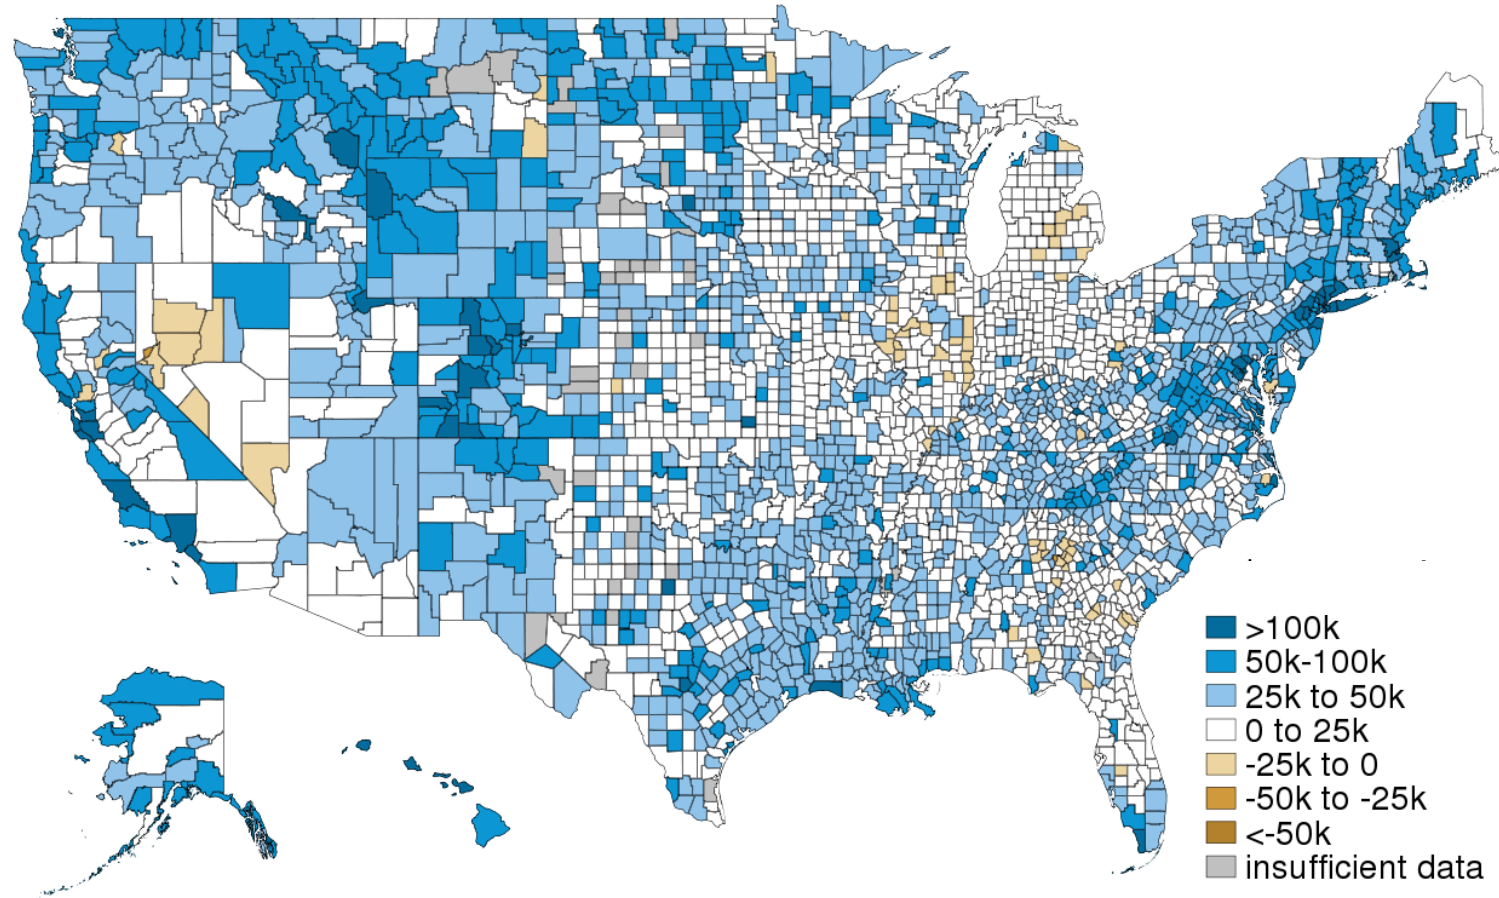 >100k
50k-100k
25k to 50k
0 to 25k
-25k to 0
-50k to -25k
<-50k
insufficient data